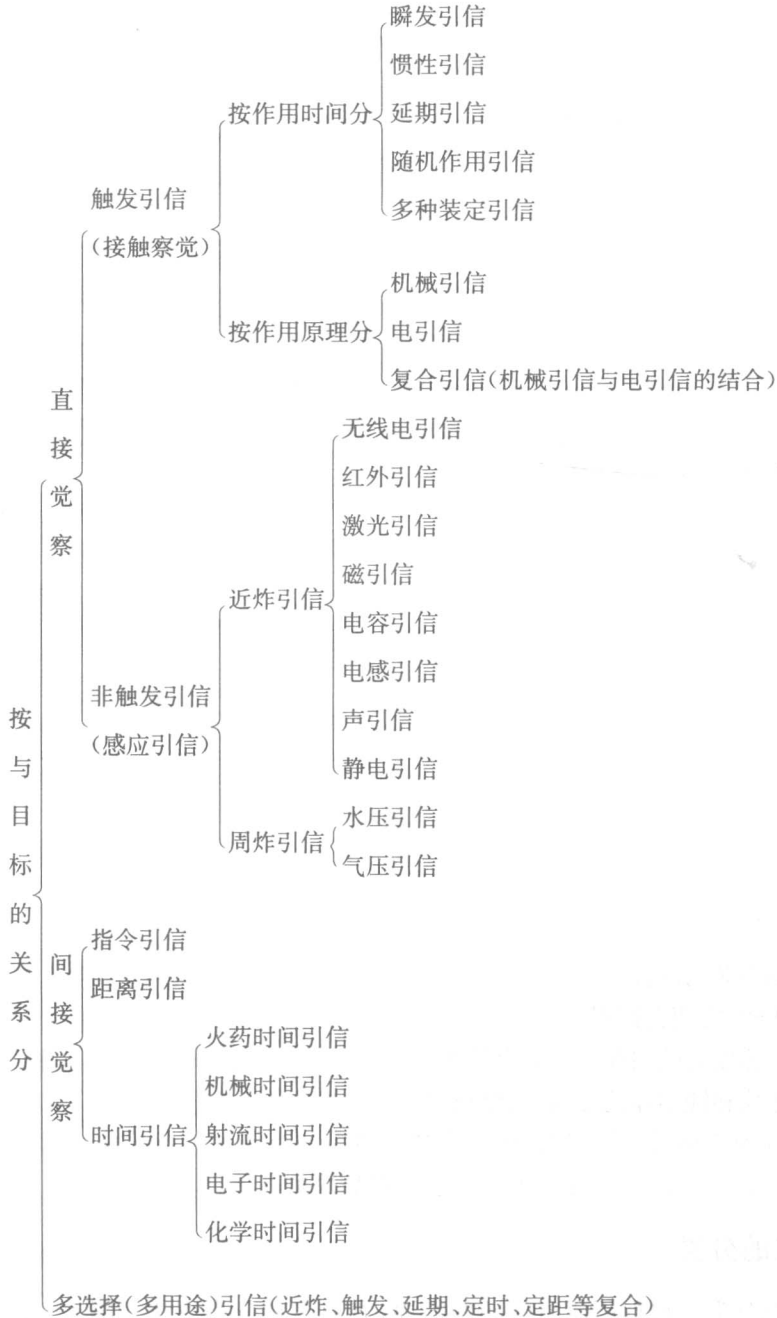 按与目标的关系分
直接觉察
触发引信
(接触察觉)
按作用时间分
瞬发引信
惯性引信
延期引信
随机作用引信
多种装定引信
按作用原理分
机械引信
电引信
复合引信(机械引信与电引信的结合)
非触发引信
(感应引信)
近炸引信
无线电引信
红外引信
激光引信
磁引信
电容引信
电感引信
声引信
静电引信
周炸引信
水压引信
气压引信
间接觉察
指令引信
距离引信
时间引信
火药时间引信
机械时间引信
射流时间引信
电子时间引信
化学时间引信
多选择(多用途)引信(近炸、触发、延期、定时、定距等复合)